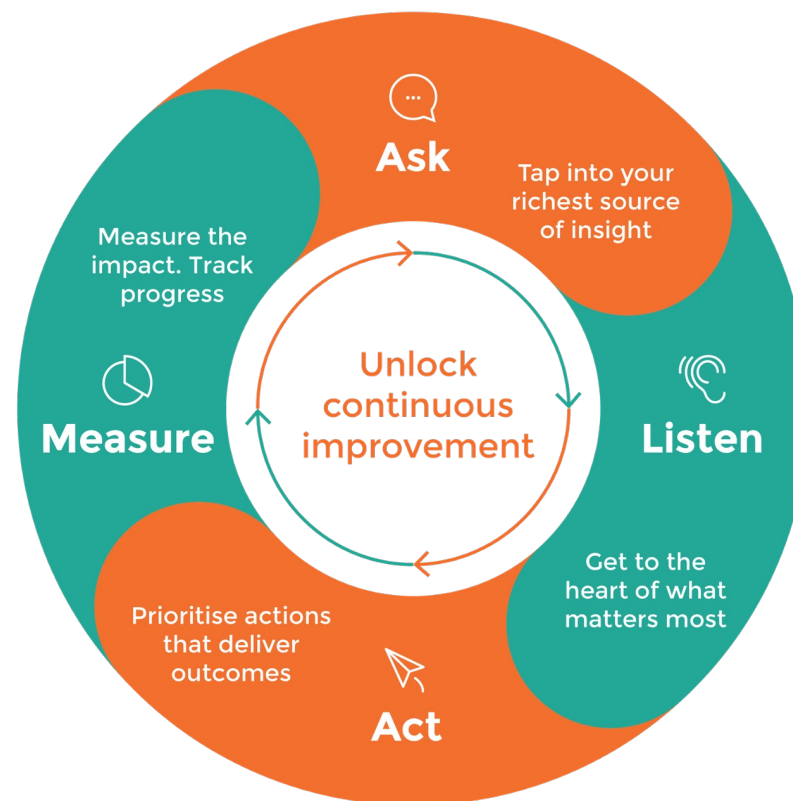 Ask
Tap into your
richest source
of insight
Listen
Get to the
heart of what
matters most
Act
Prioritise actions
that deliver
outcomes
Measure
Measure the
impact. Track
progress
Unlock
continuous
improvement